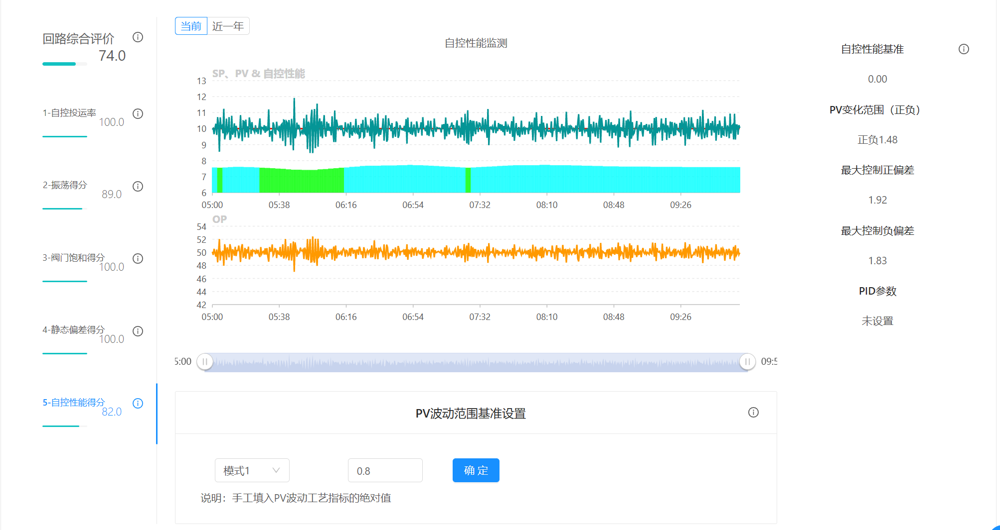 回路综合评价
74.0
1-自控投运率
100.0
2-振荡得分
89.0
3-阀门饱和得分
100.0
4-静态偏差得分
100.0
5-自控性能得分
82.0
当前 近一年
自控性能监测
SP、PV & 自控性能
13
12
11
10
9
8
7
6
05:00 05:38 06:16 06:54 07:32 08:10 08:48 09:26
OP
54
52
50
48
46
44
42
05:00 05:38 06:16 06:54 07:32 08:10 08:48 09:26
5:00 09:5
PV波动范围基准设置
模式1 0.8 确 定
说明：手工填入PV波动工艺指标的绝对值
自控性能基准
0.00
PV变化范围（正负）
正负1.48
最大控制正偏差
1.92
最大控制负偏差
1.83
PID参数
未设置